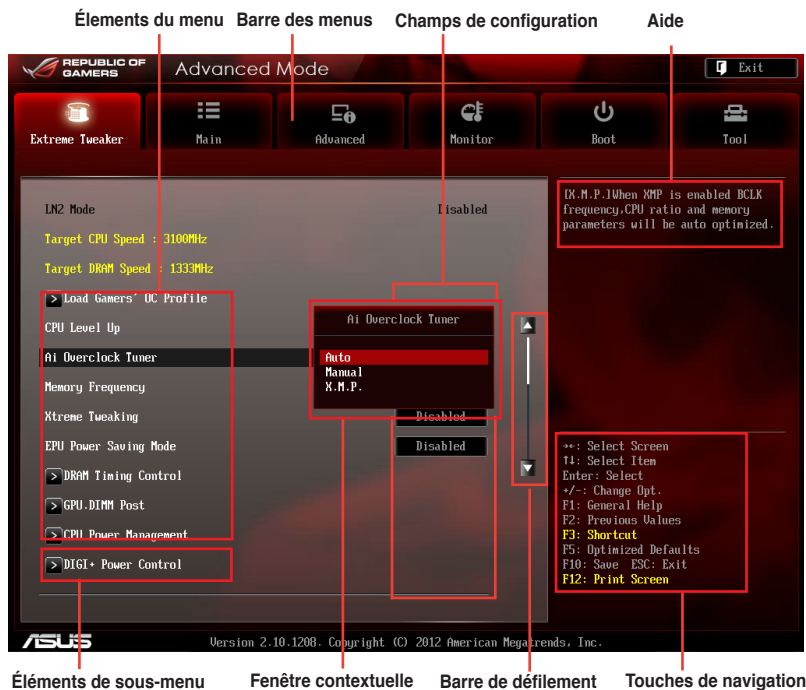 Élements du menu Barre des menus Champs de configuration Aide
REPUBLIC OF
GAMERS
Advanced Mode
Exit
Extreme Tweaker Main Advanced Monitor Boot Tool
LN2 Mode Disabled
Target CPU Speed : 3100MHz
Target DRAM Speed : 1333MHz
> Load Gamers' OC Profile
CPU Level Up
Ai Overclock Tuner
Memory Frequency
Xtreme Tweaking Disabled
EPU Power Saving Mode Disabled
> DRAM Timing Control
> GPU.DIMM Post
> CPU Power Management
> DIGI+ Power Control
Ai Overclock Tuner
Auto
Manual
X.M.P.
[X.M.P.]When XMP is enabled BCLK
frequency,CPU ratio and memory
parameters will be auto optimized.
→←: Select Screen
↑↓: Select Item
Enter: Select
+/-: Change Opt.
F1: General Help
F2: Previous Values
F3: Shortcut
F5: Optimized Defaults
F10: Save ESC: Exit
F12: Print Screen
ASUS
Version 2.10.1208. Copyright (C) 2012 American Megatrends, Inc.
Éléments de sous-menu Fenêtre contextuelle Barre de défilement Touches de navigation